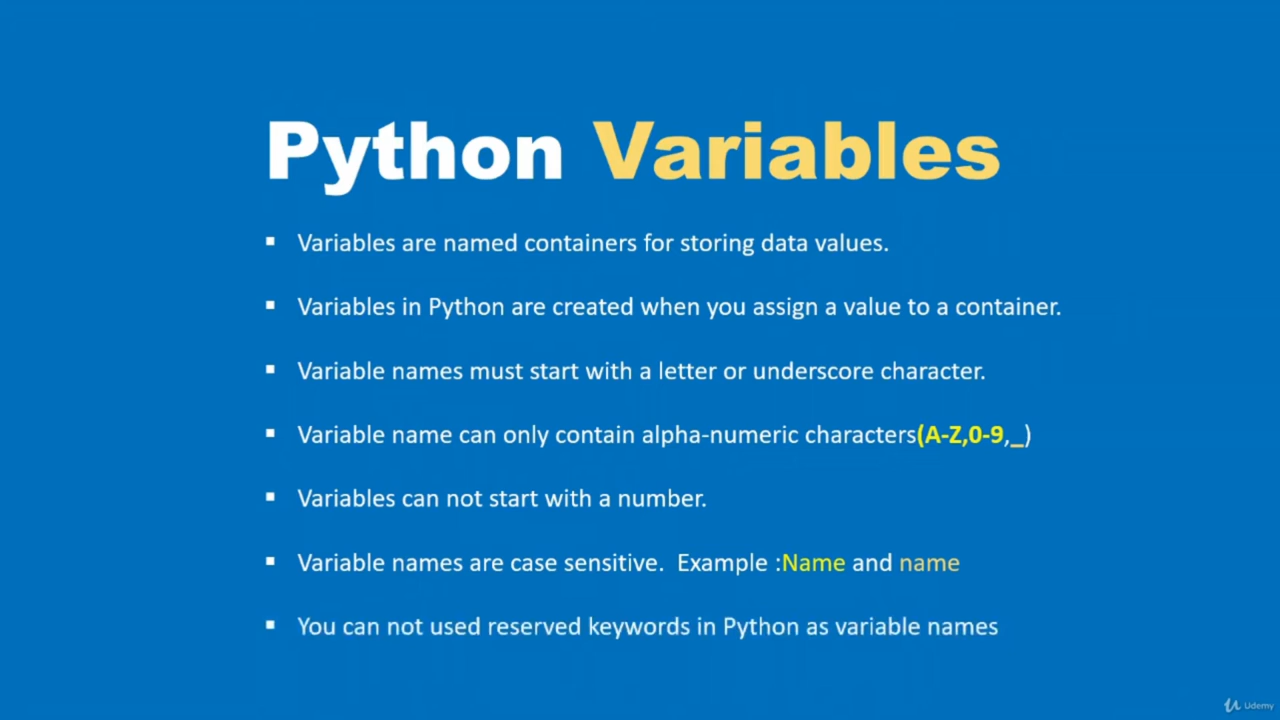 Python Variables
▪ Variables are named containers for storing data values.
▪ Variables in Python are created when you assign a value to a container.
▪ Variable names must start with a letter or underscore character.
▪ Variable name can only contain alpha-numeric characters(A-Z,0-9,_)
▪ Variables can not start with a number.
▪ Variable names are case sensitive.  Example :Name and name
▪ You can not used reserved keywords in Python as variable names
Udemy